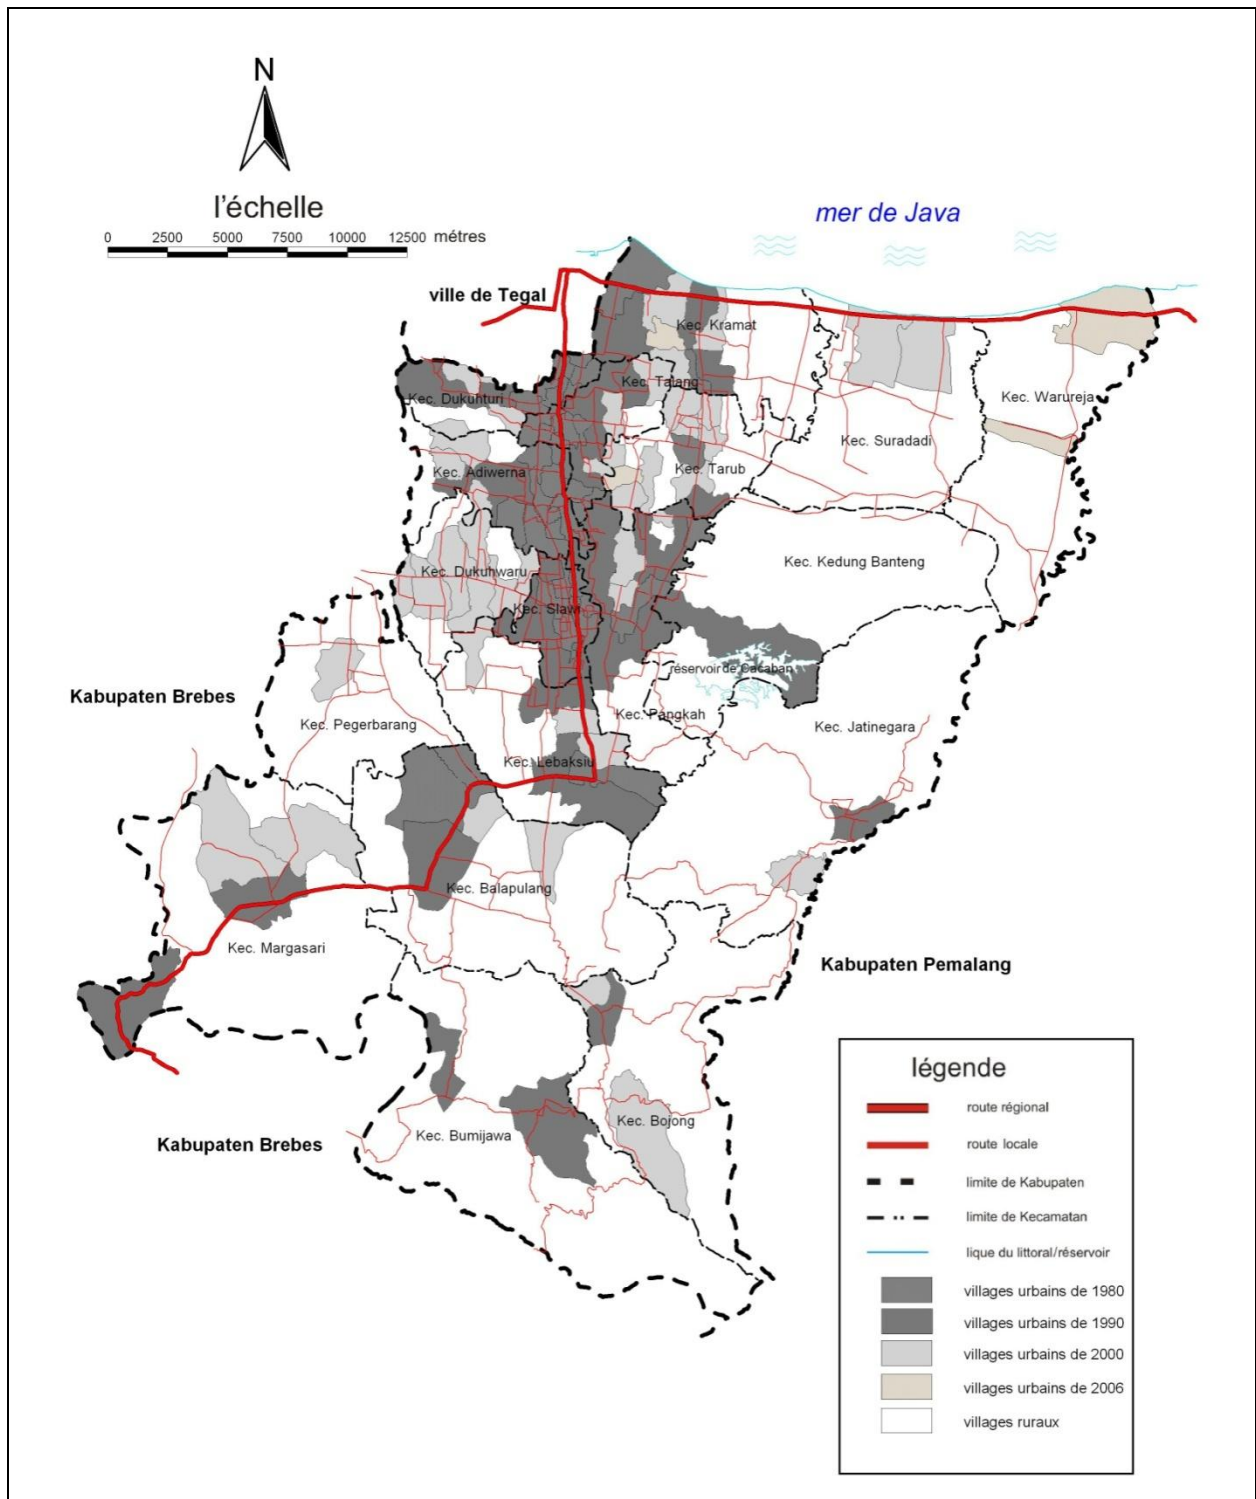 N
l'échelle
0 2500 5000 7500 10000 12500 métres
mer de Java
ville de Tegal
Kec. Kramat
Kec. Talang
Kec. Dukuhturi
Kec. Warureja
Kec. Suradadi
Kec. Adiwerna
Kec. Tarub
Kec. Kedung Banteng
Kec. Dukuhwaru
Kec. Slawi
réservoir de Cacaban
Kabupaten Brebes
Kec. Pangkah
Kec. Pegerbarang
Kec. Jatinegara
Kec. Lebaksiu
Kec. Balapulang
Kec. Margasari
Kabupaten Pemalang
Kec. Bojong
Kec. Bumijawa
Kabupaten Brebes
légende
route régional
route locale
limite de Kabupaten
limite de Kecamatan
lique du littoral/réservoir
villages urbains de 1980
villages urbains de 1990
villages urbains de 2000
villages urbains de 2006
villages ruraux